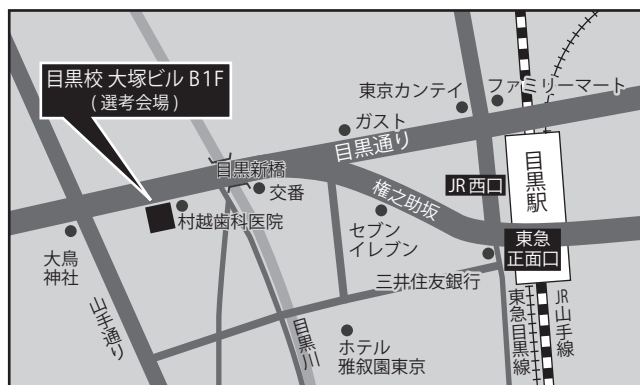 目黒校 大塚ビル B1F
(選考会場)
東京カンテイ
ファミリーマート
ガスト
目黒通り
目黒新橋
交番
村越歯科医院
大鳥
神社
山手通り
権之助坂
セブン
イレブン
JR西口
目黒駅
東急
正面口
三井住友銀行
目黒川
ホテル
雅叙園東京
東急目黒線
JR
山手線